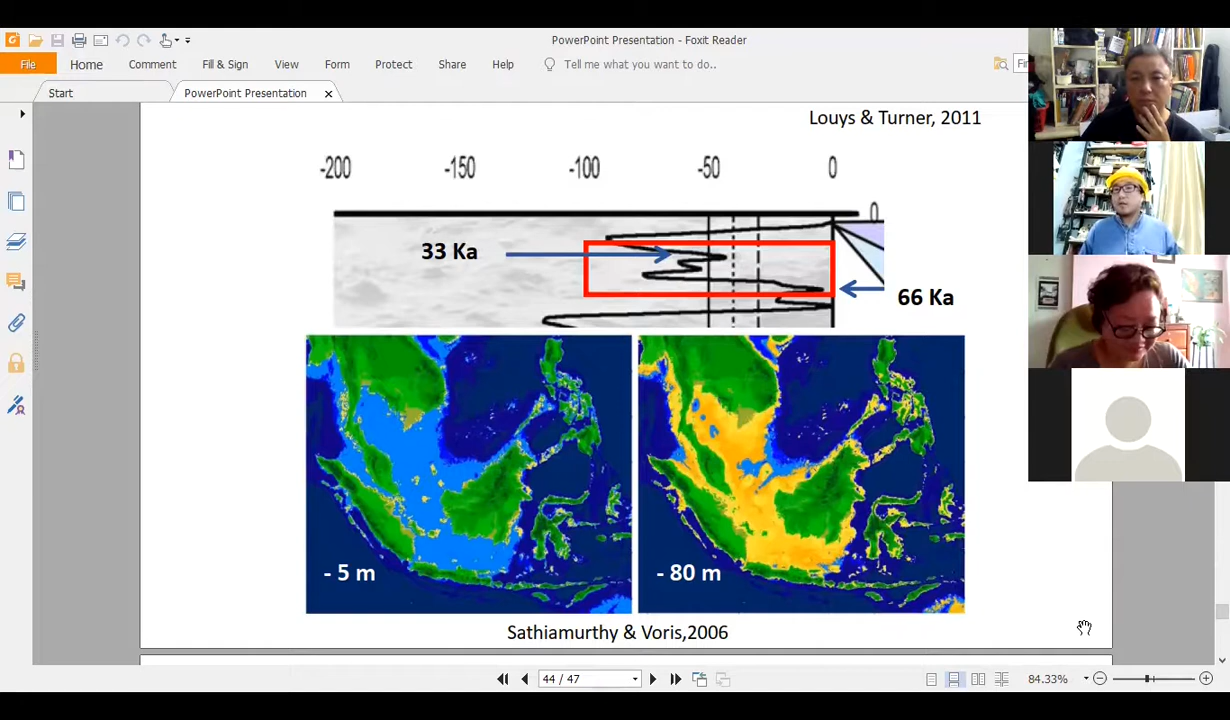 PowerPoint Presentation - Foxit Reader
File Home Comment Fill & Sign View Form Protect Share Help Tell me what you want to do..
Start PowerPoint Presentation
Louys & Turner, 2011
-200 -150 -100 -50 0
0
33 Ka
66 Ka
- 5 m - 80 m
Sathiamurthy & Voris,2006
44 / 47
84.33%